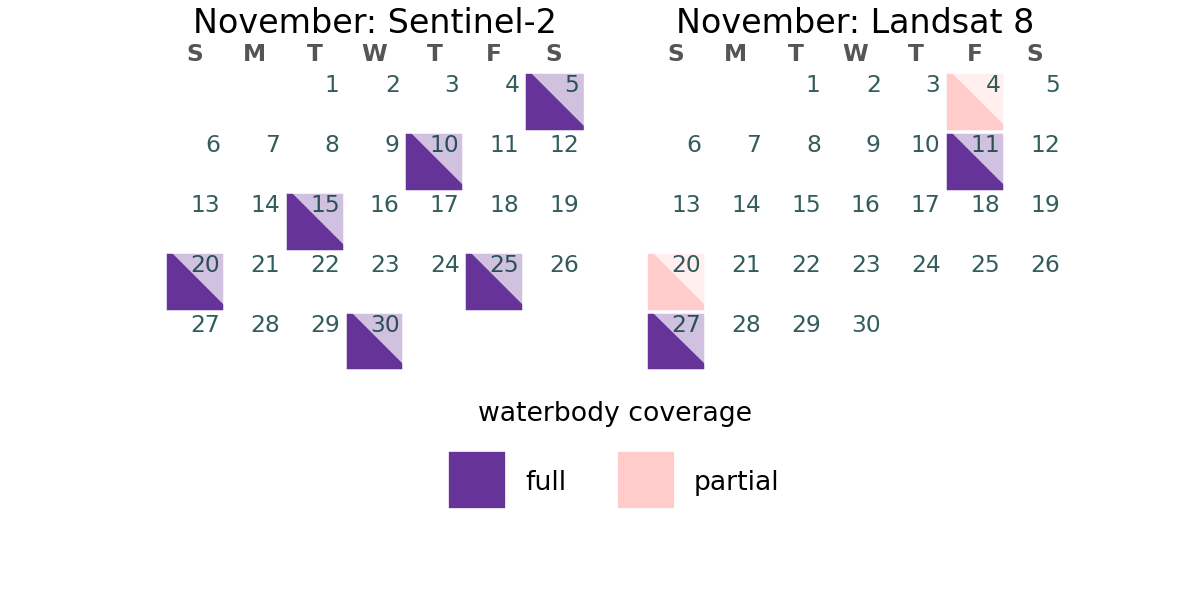 November: Sentinel-2
S M T W T F S
1 2 3 4 5
6 7 8 9 10 11 12
13 14 15 16 17 18 19
20 21 22 23 24 25 26
27 28 29 30
November: Landsat 8
S M T W T F S
1 2 3 4 5
6 7 8 9 10 11 12
13 14 15 16 17 18 19
20 21 22 23 24 25 26
27 28 29 30
waterbody coverage
full partial